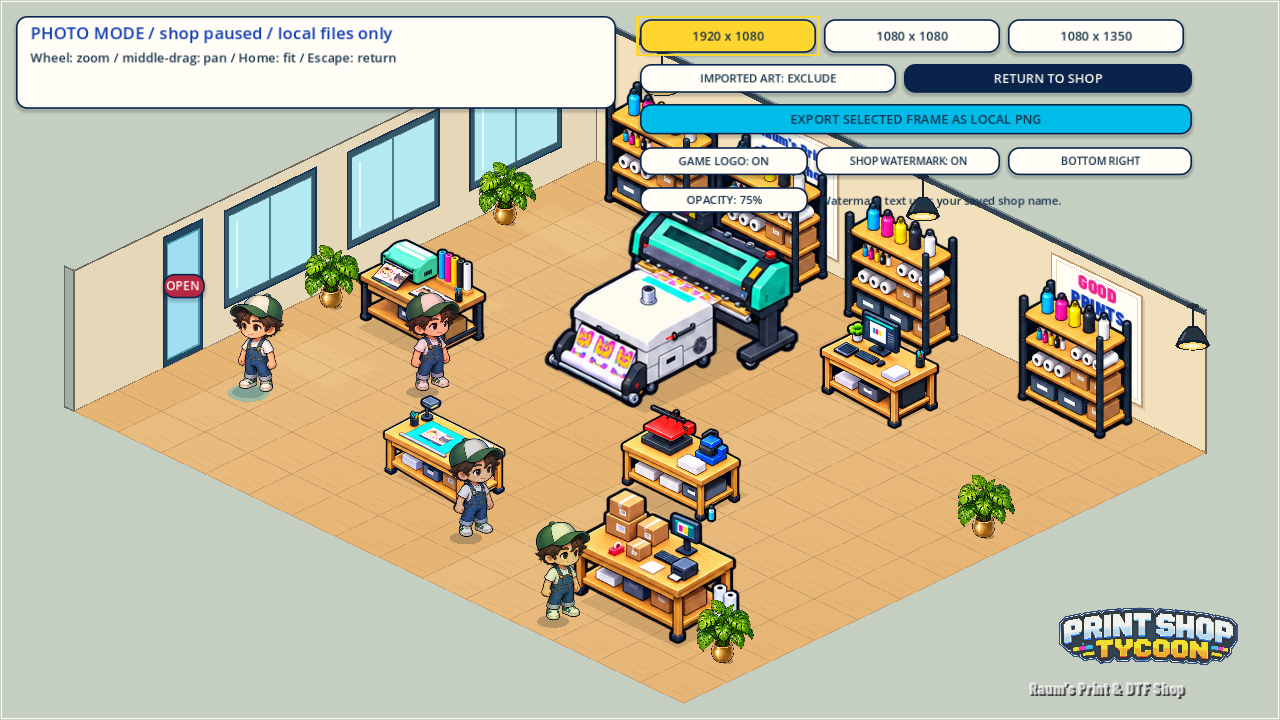 PHOTO MODE / shop paused / local files only
Wheel: zoom / middle-drag: pan / Home: fit / Escape: return
1920 x 1080
1080 x 1080
1080 x 1350
IMPORTED ART: EXCLUDE
RETURN TO SHOP
EXPORT SELECTED FRAME AS LOCAL PNG
GAME LOGO: ON
SHOP WATERMARK: ON
BOTTOM RIGHT
OPACITY: 75%
text your saved shop name.
OPEN
GOOD
PRINTS
PRINT SHOP
TYCOON
Raum's Print & DTF Shop